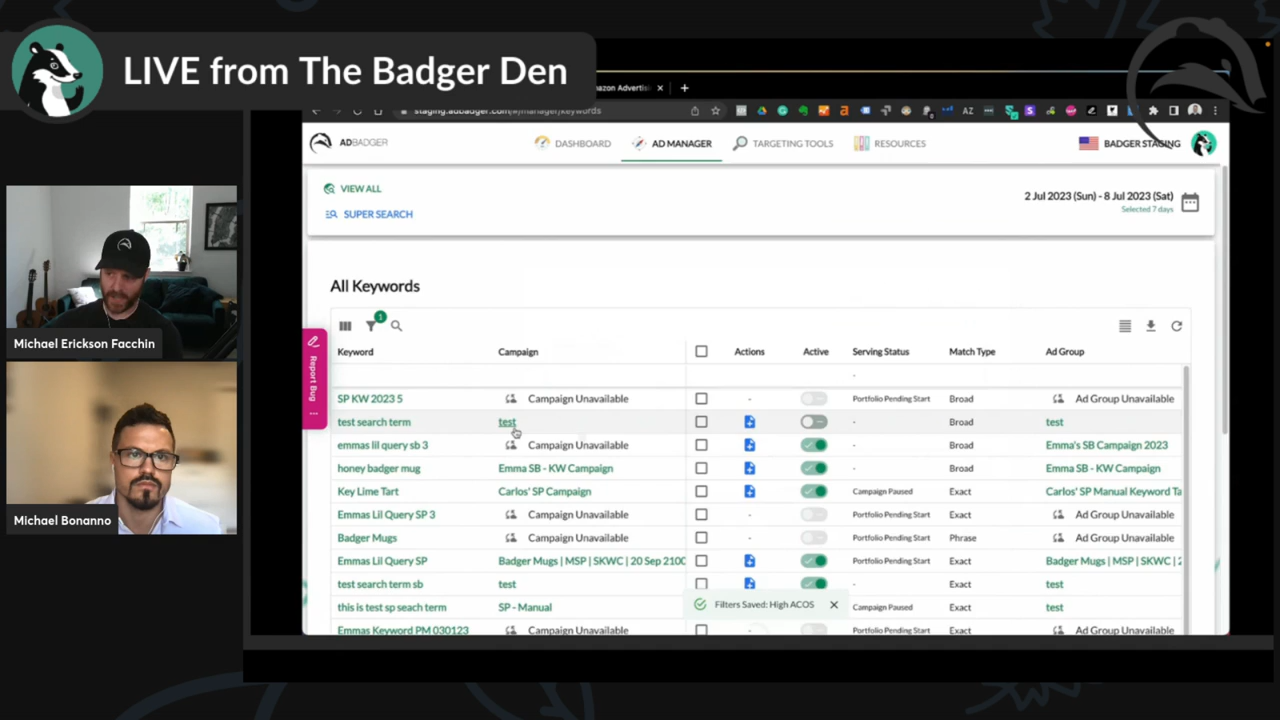 LIVE from The Badger Den
mazon Advertis
staging.adbadger.com/#/manager/keywords
ADBADGER
DASHBOARD
AD MANAGER
TARGETING TOOLS
RESOURCES
BADGER STAGING
VIEW ALL
SUPER SEARCH
2 Jul 2023 (Sun) - 8 Jul 2023 (Sat)
Selected 7 days
All Keywords
1
Report Bug
Keyword Campaign Actions Active Serving Status Match Type Ad Group
-
SP KW 2023 5 Campaign Unavailable - Portfolio Pending Start Broad Ad Group Unavailable
test search term test - Broad test
emmas lil query sb 3 Campaign Unavailable - Broad Emma's SB Campaign 2023
honey badger mug Emma SB - KW Campaign - Broad Emma SB - KW Campaign
Key Lime Tart Carlos' SP Campaign Campaign Paused Exact Carlos' SP Manual Keyword Ta
Emmas Lil Query SP 3 Campaign Unavailable - Portfolio Pending Start Exact Ad Group Unavailable
Badger Mugs Campaign Unavailable - Portfolio Pending Start Phrase Ad Group Unavailable
Emmas Lil Query SP Badger Mugs | MSP | SKWC | 20 Sep 2100 Portfolio Pending Start Exact Badger Mugs | MSP | SKWC | 2
test search term sb test - Exact test
this is test sp seach term SP - Manual Campaign Paused Exact test
Emmas Keyword PM 030123 Campaign Unavailable - Portfolio Pending Start Exact Ad Group Unavailable
Filters Saved: High ACOS
Michael Erickson Facchin
Michael Bonanno